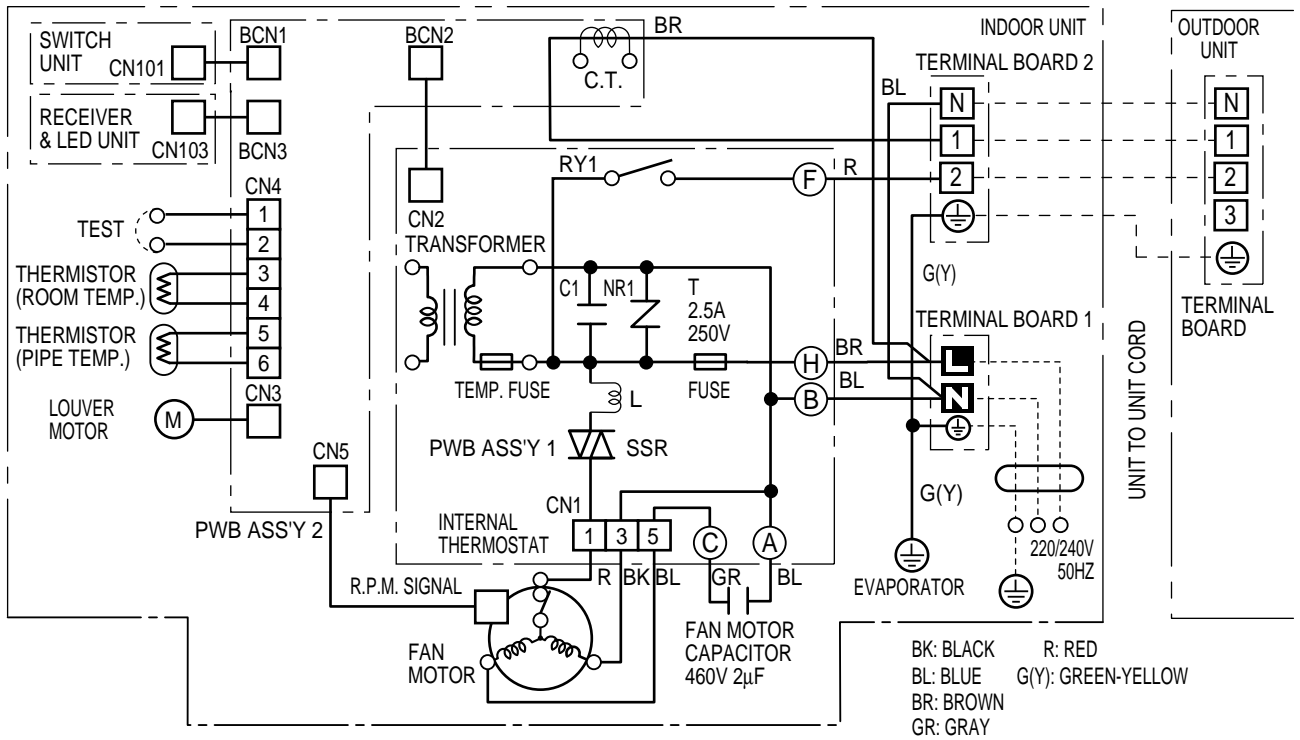 SWITCH
UNIT
CN101
BCN1
BCN2
C.T.
BR
INDOOR UNIT
OUTDOOR
UNIT
TERMINAL BOARD 2
BL
N
1
2
N
1
2
3
RECEIVER
& LED UNIT
CN103
BCN3
CN4
1
2
3
4
5
6
TEST
THERMISTOR
(ROOM TEMP.)
THERMISTOR
(PIPE TEMP.)
CN3
LOUVER
MOTOR
M
CN5
PWB ASS'Y 2
CN2
TRANSFORMER
RY1
F
R
C1
NR1
T
2.5A
250V
TEMP. FUSE
FUSE
L
H
BR
B
BL
PWB ASS'Y 1
SSR
G(Y)
TERMINAL BOARD 1
L
N
G(Y)
TERMINAL
BOARD
UNIT TO UNIT CORD
CN1
INTERNAL
THERMOSTAT
1
3
5
C
A
R
BK
BL
GR
BL
R.P.M. SIGNAL
FAN
MOTOR
FAN MOTOR
CAPACITOR
460V 2µF
EVAPORATOR
220/240V
50HZ
BK: BLACK
R: RED
BL: BLUE
G(Y): GREEN-YELLOW
BR: BROWN
GR: GRAY